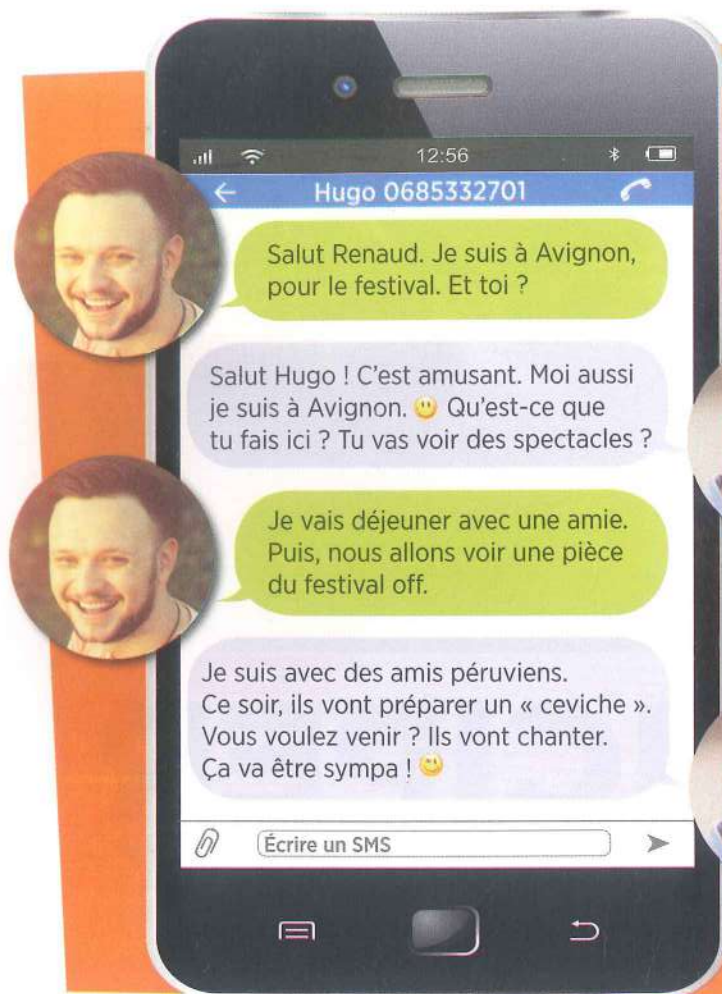 12:56
Hugo 0685332701
Salut Renaud. Je suis à Avignon,
pour le festival. Et toi ?
Salut Hugo ! C'est amusant. Moi aussi
je suis à Avignon. 🙂 Qu'est-ce que
tu fais ici ? Tu vas voir des spectacles ?
Je vais déjeuner avec une amie.
Puis, nous allons voir une pièce
du festival off.
Je suis avec des amis péruviens.
Ce soir, ils vont préparer un « ceviche ».
Vous voulez venir ? Ils vont chanter.
Ça va être sympa ! 😉
Écrire un SMS